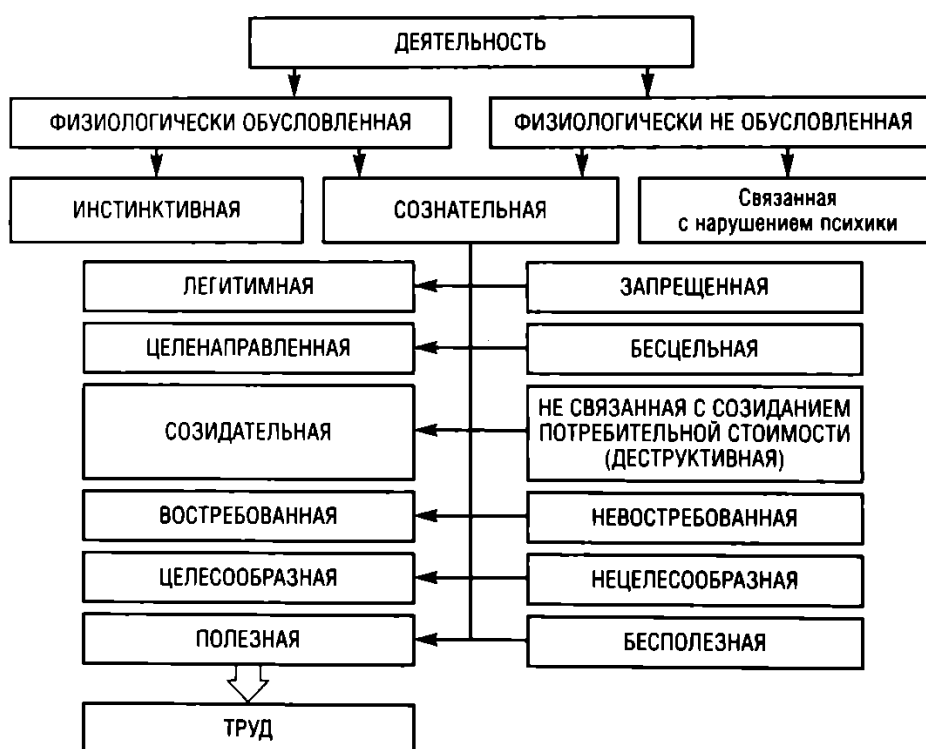 ДЕЯТЕЛЬНОСТЬ
ФИЗИОЛОГИЧЕСКИ ОБУСЛОВЛЕННАЯ
ФИЗИОЛОГИЧЕСКИ НЕ ОБУСЛОВЛЕННАЯ
ИНСТИНКТИВНАЯ
СОЗНАТЕЛЬНАЯ
Связанная
с нарушением психики
ЛЕГИТИМНАЯ
ЗАПРЕЩЕННАЯ
ЦЕЛЕНАПРАВЛЕННАЯ
БЕСЦЕЛЬНАЯ
СОЗИДАТЕЛЬНАЯ
НЕ СВЯЗАННАЯ С СОЗИДАНИЕМ
ПОТРЕБИТЕЛЬНОЙ СТОИМОСТИ
(ДЕСТРУКТИВНАЯ)
ВОСТРЕБОВАННАЯ
НЕВОСТРЕБОВАННАЯ
ЦЕЛЕСООБРАЗНАЯ
НЕЦЕЛЕСООБРАЗНАЯ
ПОЛЕЗНАЯ
БЕСПОЛЕЗНАЯ
ТРУД